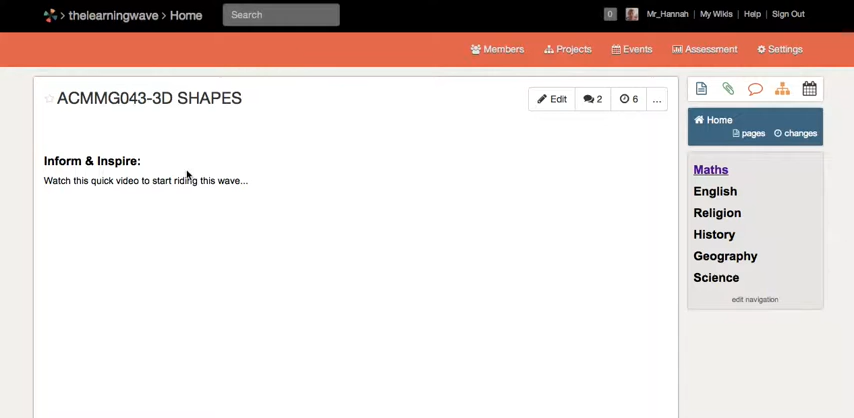 > thelearningwave > Home
Search
0
Mr_Hannah | My Wikis | Help | Sign Out
Members
Projects
Events
Assessment
Settings
ACMMG043-3D SHAPES
Edit
2
6
...
Inform & Inspire:
Watch this quick video to start riding this wave...
Home
pages
changes
Maths
English
Religion
History
Geography
Science
edit navigation